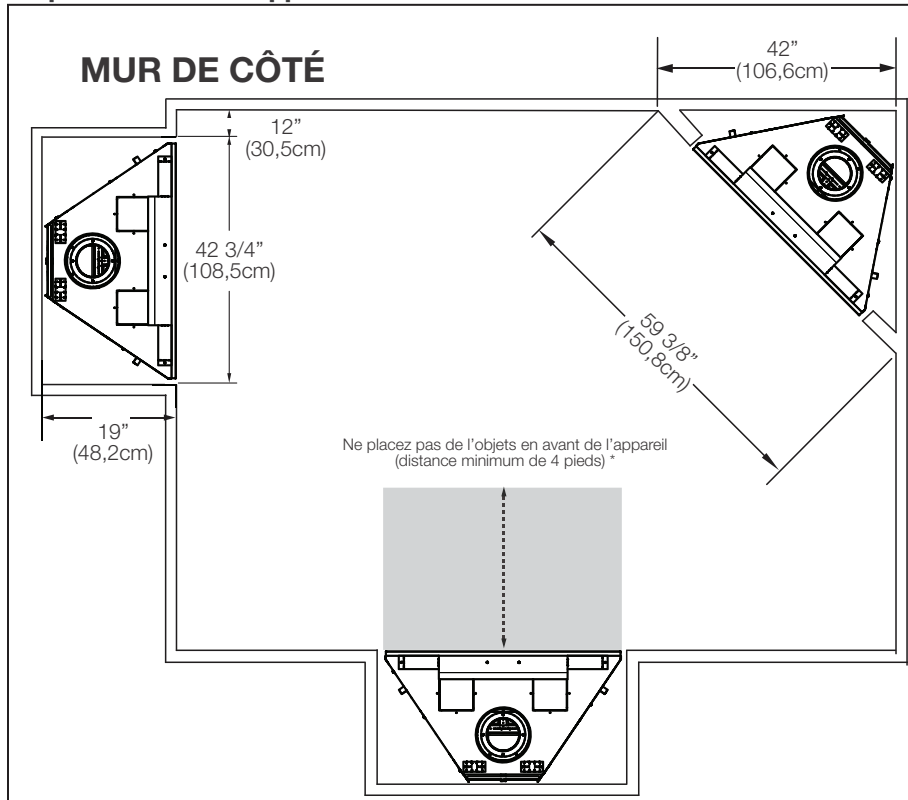 MUR DE CÔTÉ
42”
(106,6cm)
12”
(30,5cm)
42 3/4”
(108,5cm)
59 3/8”
(150,8cm)
19”
(48,2cm)
Ne placez pas de l’objets en avant de l’appareil
(distance minimum de 4 pieds) *